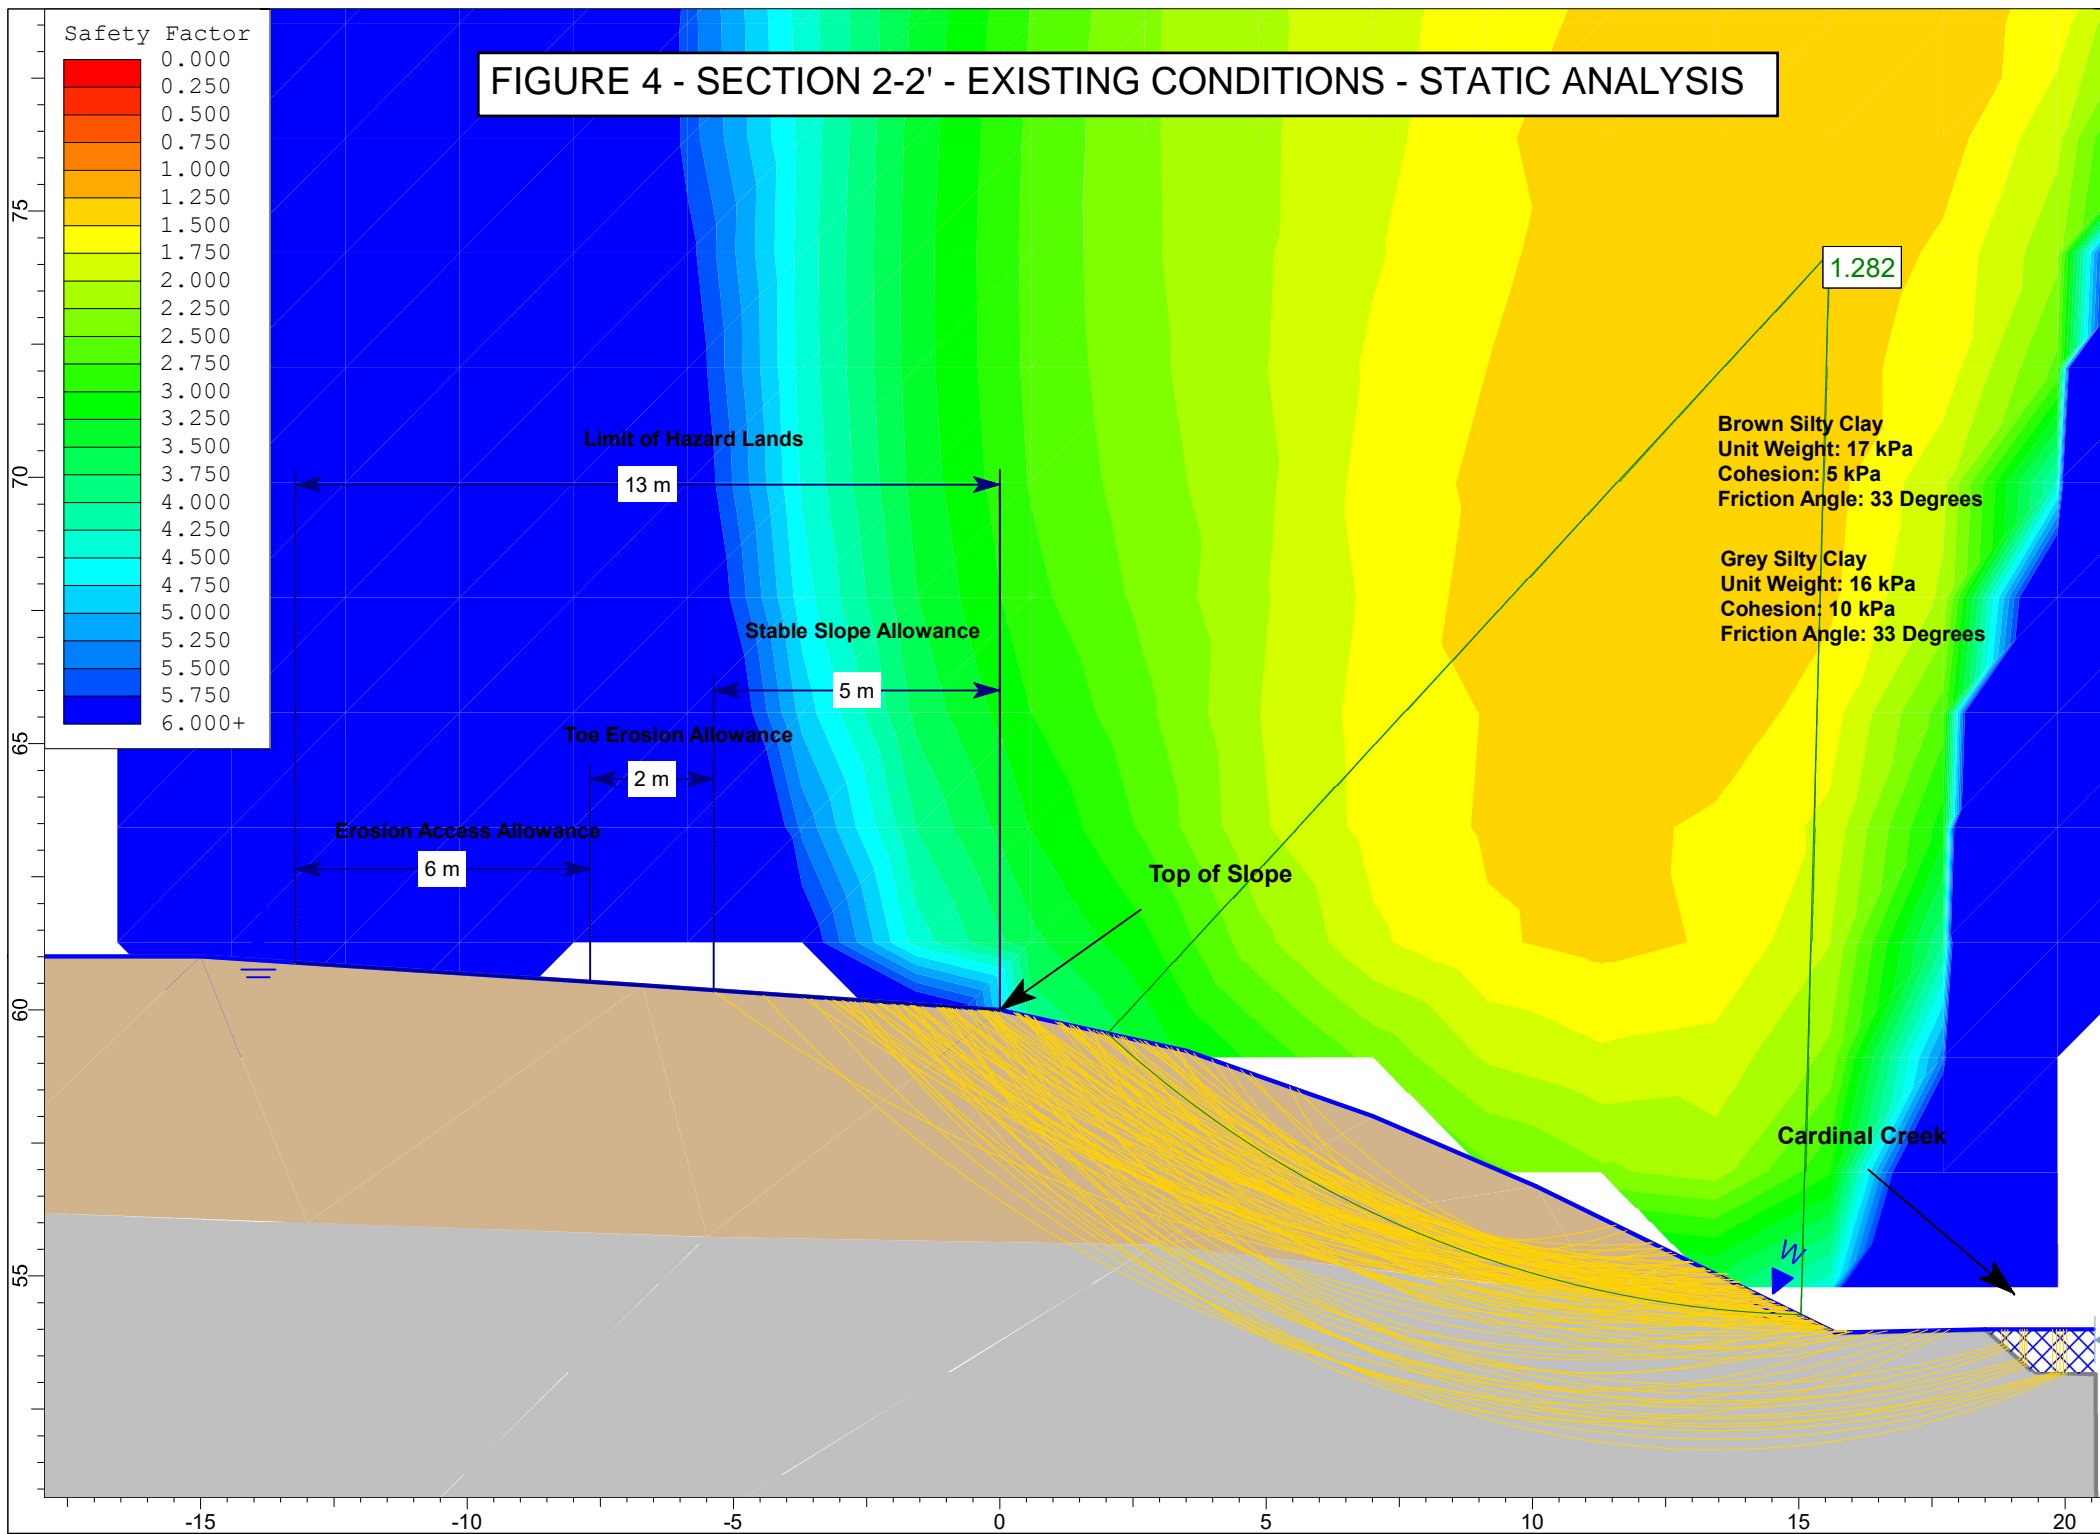 Safety Factor
0.000
0.250
0.500
0.750
1.000
1.250
1.500
1.750
2.000
2.250
2.500
2.750
3.000
3.250
3.500
3.750
4.000
4.250
4.500
4.750
5.000
5.250
5.500
5.750
6.000+
FIGURE 4 - SECTION 2-2' - EXISTING CONDITIONS - STATIC ANALYSIS
1.282
Brown Silty Clay
Unit Weight: 17 kPa
Cohesion: 5 kPa
Friction Angle: 33 Degrees
Grey Silty Clay
Unit Weight: 16 kPa
Cohesion: 10 kPa
Friction Angle: 33 Degrees
Limit of Hazard Lands
13 m
Stable Slope Allowance
5 m
Toe Erosion Allowance
2 m
Erosion Access Allowance
6 m
Top of Slope
Cardinal Creek
W
75
70
65
60
55
-15
-10
-5
0
5
10
15
20